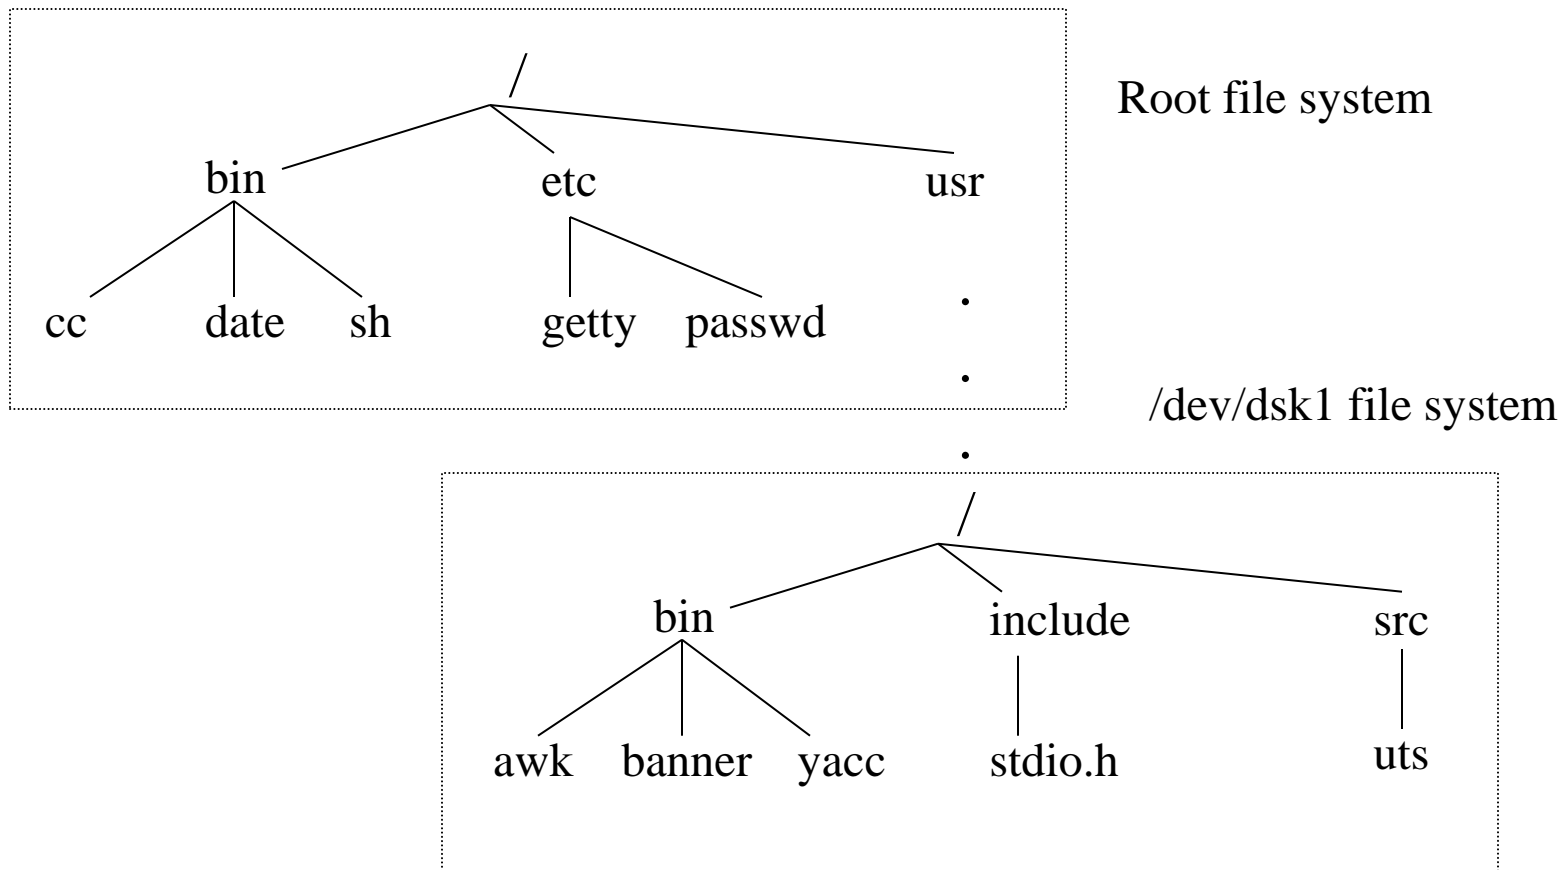 /
Root file system
bin etc usr
cc date sh getty passwd
.
.
/dev/dsk1 file system
.
/
bin include src
awk banner yacc stdio.h uts